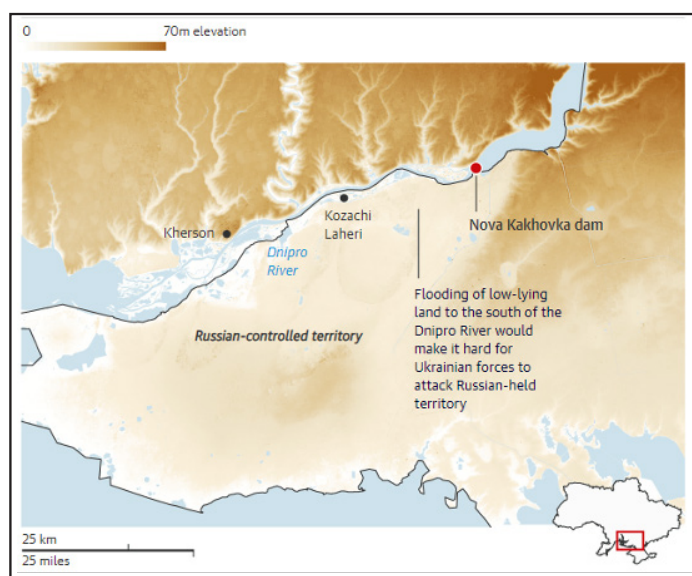 0
70m elevation
Kherson
Kozachi
Laheri
Nova Kakhovka dam
Dnipro
River
Flooding of low-lying
land to the south of the
Dnipro River would
make it hard for
Ukrainian forces to
attack Russian-held
territory
Russian-controlled territory
25 km
25 miles